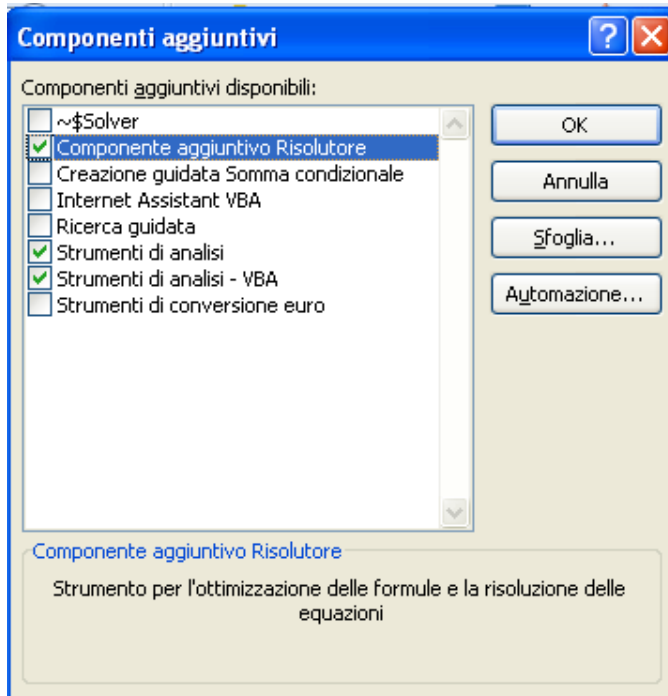 Componenti aggiuntivi
Componenti aggiuntivi disponibili:
~$Solver
Componente aggiuntivo Risolutore
Creazione guidata Somma condizionale
Internet Assistant VBA
Ricerca guidata
Strumenti di analisi
Strumenti di analisi - VBA
Strumenti di conversione euro
OK
Annulla
Sfoglia...
Automazione...
Componente aggiuntivo Risolutore
Strumento per l'ottimizzazione delle formule e la risoluzione delle
equazioni